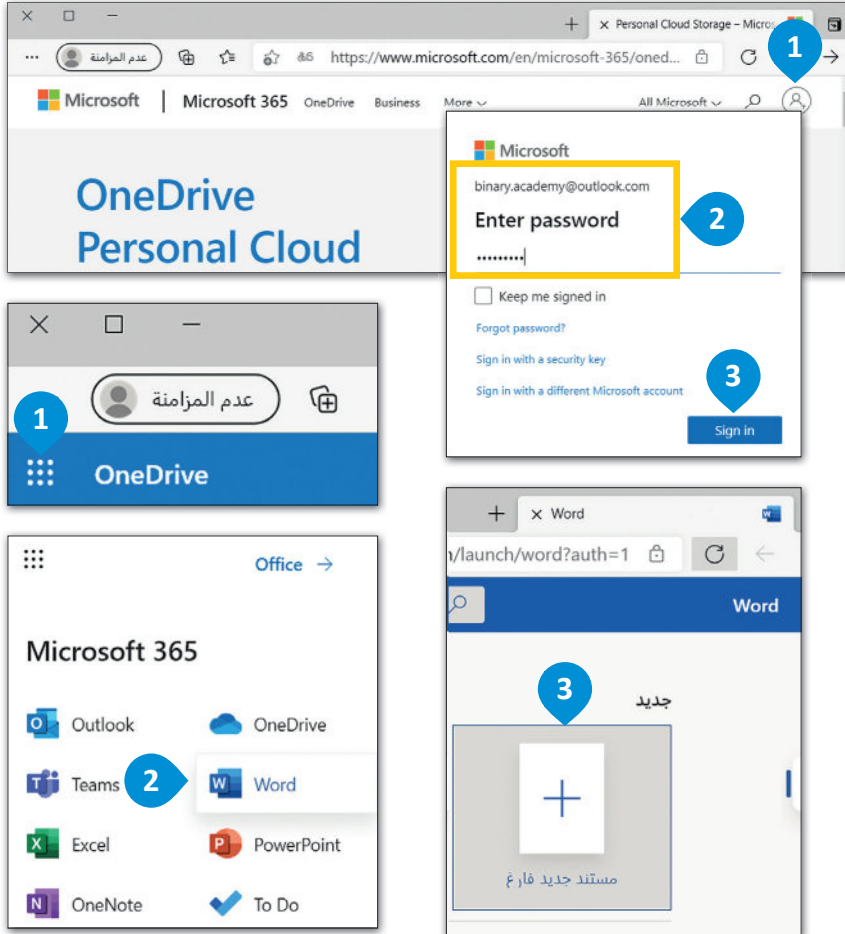 Personal Cloud Storage – Micros
عدم المزامنة
https://www.microsoft.com/en/microsoft-365/oned...
1
Microsoft
Microsoft 365
OneDrive
Business
More
All Microsoft
OneDrive
Personal Cloud
Microsoft
binary.academy@outlook.com
Enter password
2
Keep me signed in
Forgot password?
Sign in with a security key
Sign in with a different Microsoft account
3
Sign in
عدم المزامنة
1
OneDrive
Office →
Microsoft 365
Outlook
OneDrive
Teams
2
Word
Excel
PowerPoint
OneNote
To Do
Word
/launch/word?auth=1
Word
جديد
3
مستند جديد فارغ